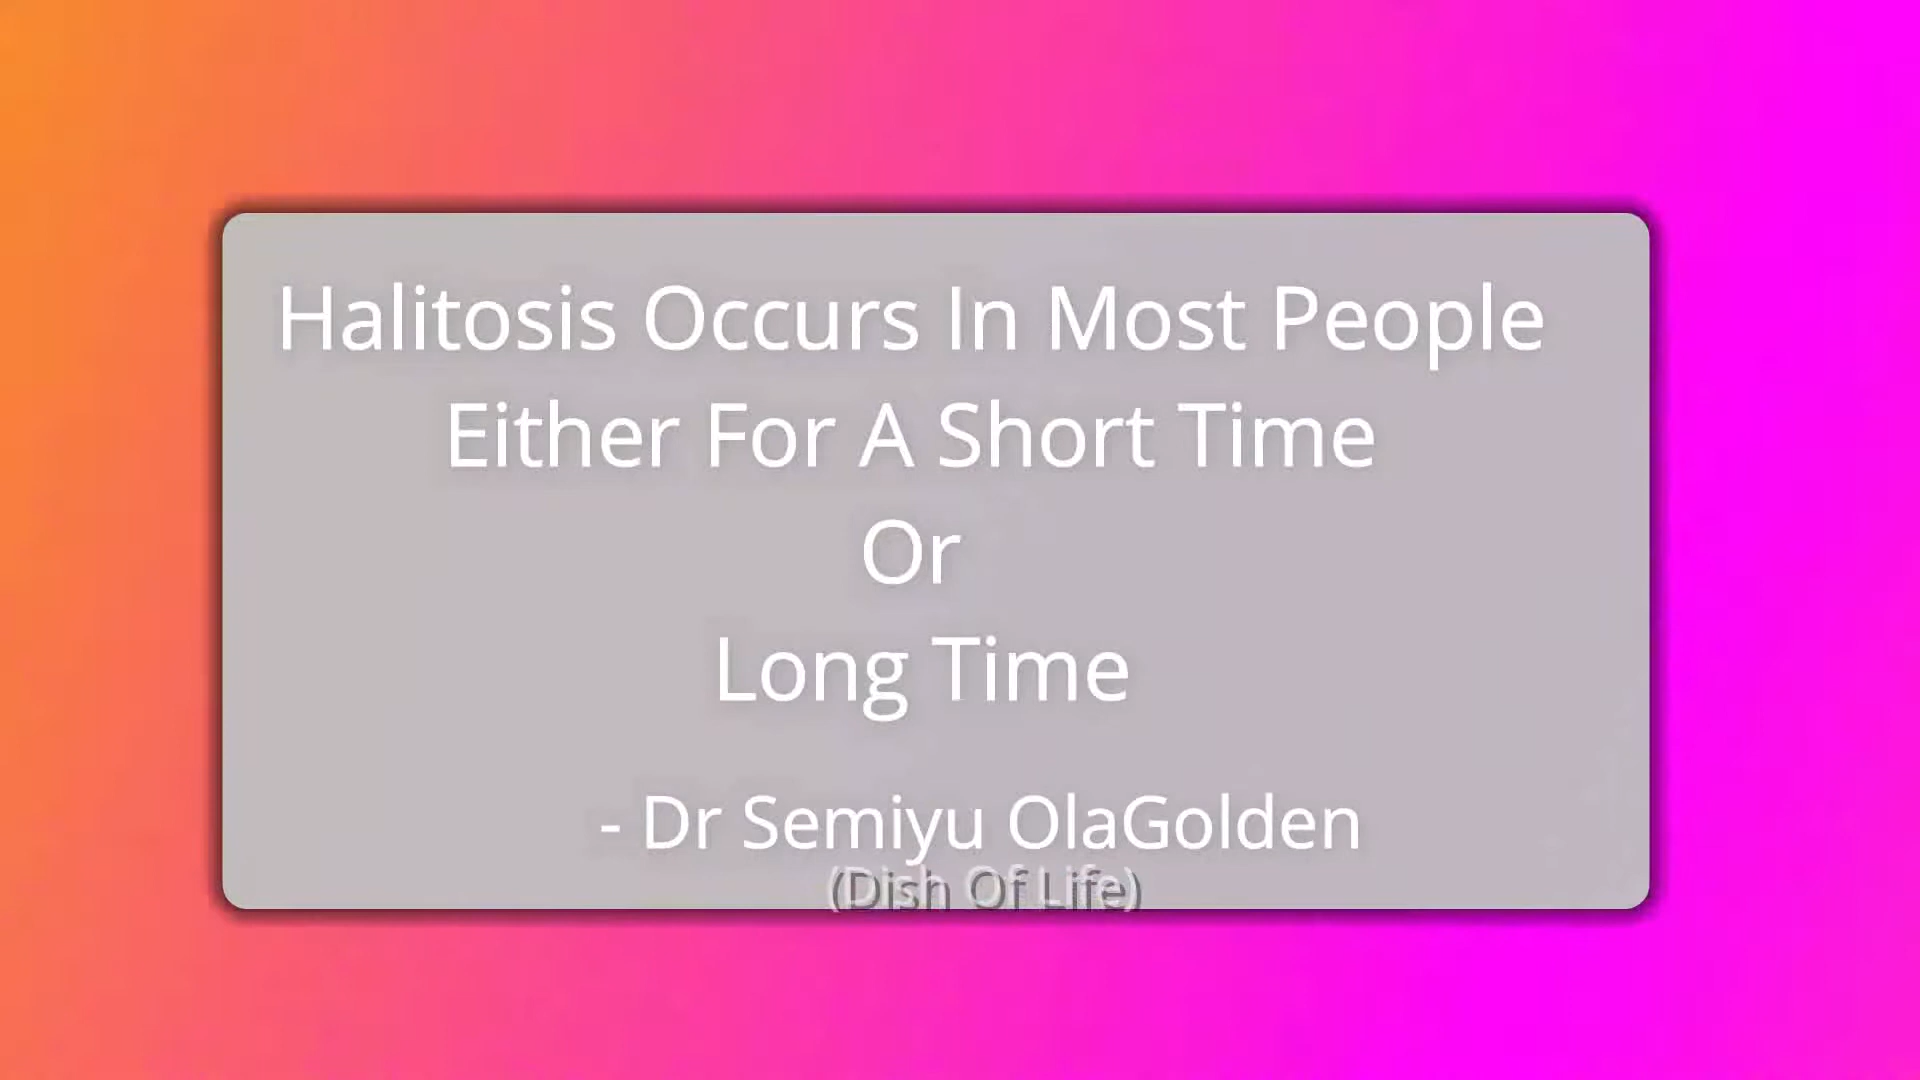 Halitosis Occurs In Most People
Either For A Short Time
Or
Long Time
- Dr Semiyu OlaGolden
(Dish Of Life)